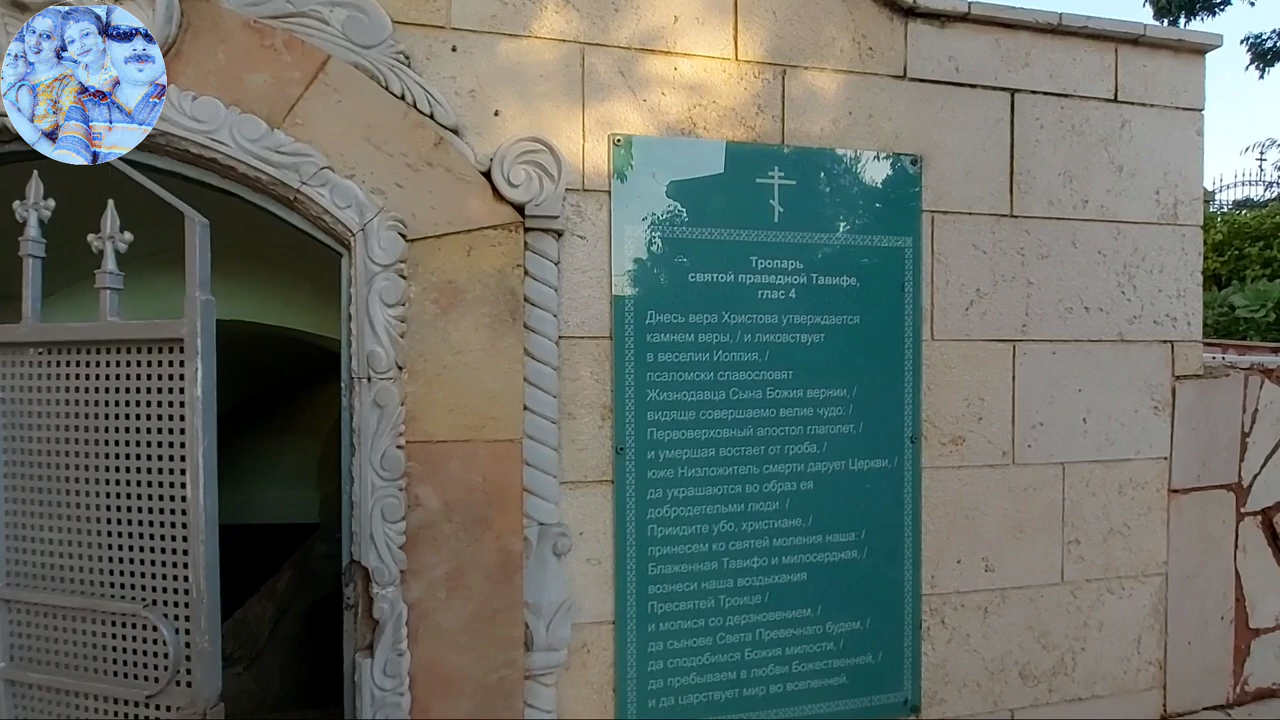 Тропарь
святой праведной Тавифе,
глас 4
Днесь вера Христова утверждается
камнем веры, / и ликовствует
в веселии Иоппия, /
псаломски славословят
Жизнодавца Сына Божия вернии, /
видяще совершаемо велие чудо: /
Первоверховный апостол глаголет, /
и умершая востает от гроба, /
юже Низложитель смерти дарует Церкви, /
да украшаются во образ ея
добродетельми люди. /
Приидите убо, христиане, /
принесем ко святей моления наша: /
Блаженная Тавифо и милосердная, /
вознеси наша воздыхания
Пресвятей Троице /
и молися со дерзновением, /
да сынове Света Превечнаго будем, /
да сподобимся Божия милости, /
да пребываем в любви Божественней, /
и да царствует мир во вселенней.